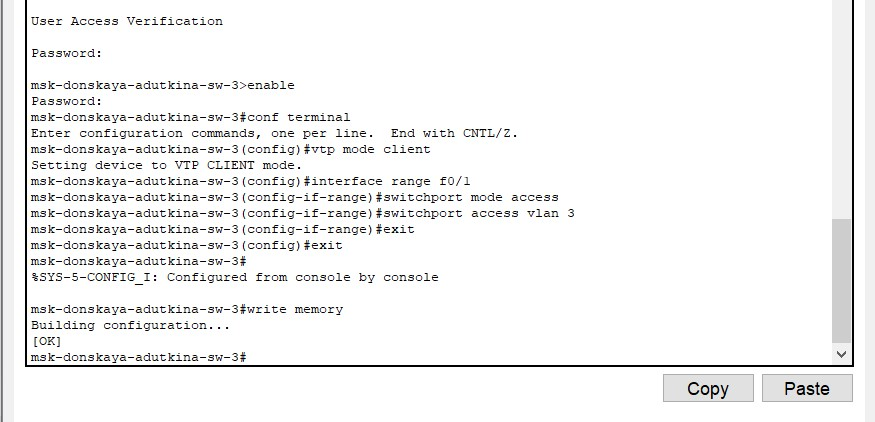 User Access Verification
Password:
msk-donskaya-adutkina-sw-3>enable
Password:
msk-donskaya-adutkina-sw-3#conf terminal
Enter configuration commands, one per line.  End with CNTL/Z.
msk-donskaya-adutkina-sw-3(config)#vtp mode client
Setting device to VTP CLIENT mode.
msk-donskaya-adutkina-sw-3(config)#interface range f0/1
msk-donskaya-adutkina-sw-3(config-if-range)#switchport mode access
msk-donskaya-adutkina-sw-3(config-if-range)#switchport access vlan 3
msk-donskaya-adutkina-sw-3(config-if-range)#exit
msk-donskaya-adutkina-sw-3(config)#exit
msk-donskaya-adutkina-sw-3#
%SYS-5-CONFIG_I: Configured from console by console
msk-donskaya-adutkina-sw-3#write memory
Building configuration...
[OK]
msk-donskaya-adutkina-sw-3#
Copy Paste